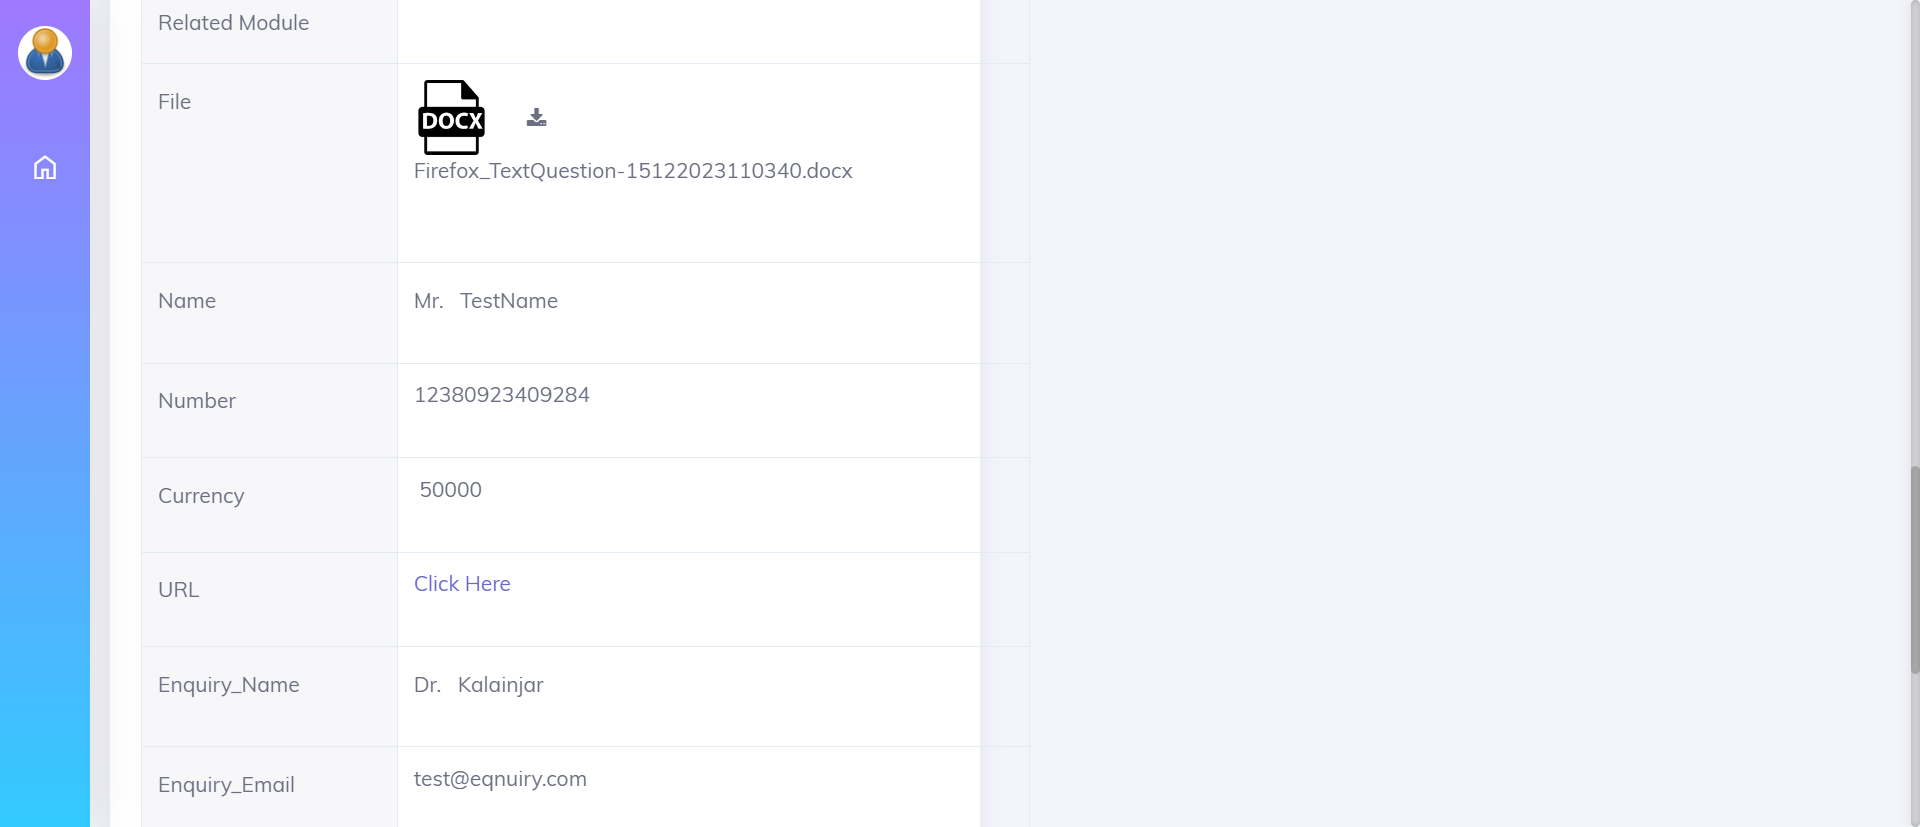 Related Module
File
DOCX
Firefox_TextQuestion-15122023110340.docx
Name Mr. TestName
Number 12380923409284
Currency 50000
URL Click Here
Enquiry_Name Dr. Kalainjar
Enquiry_Email test@eqnuiry.com